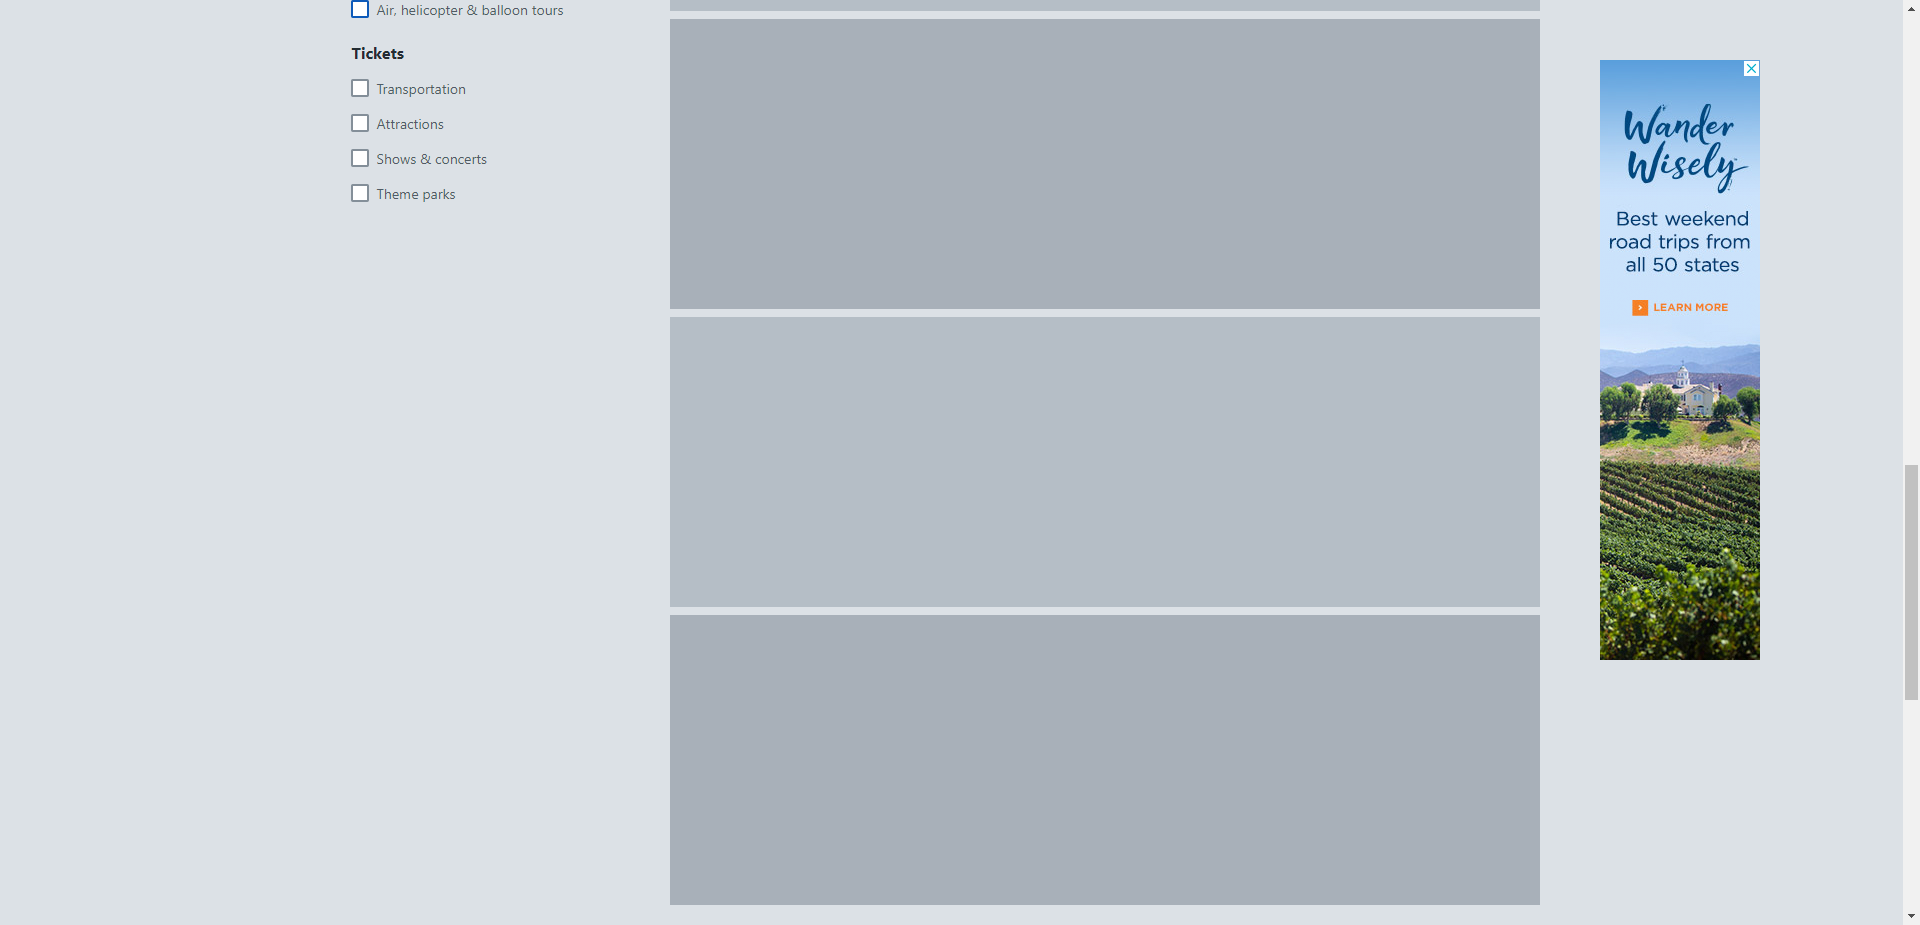 Air, helicopter & balloon tours
Tickets
Transportation
Attractions
Shows & concerts
Theme parks
Wander
Wisely
Best weekend
road trips from
all 50 states
LEARN MORE